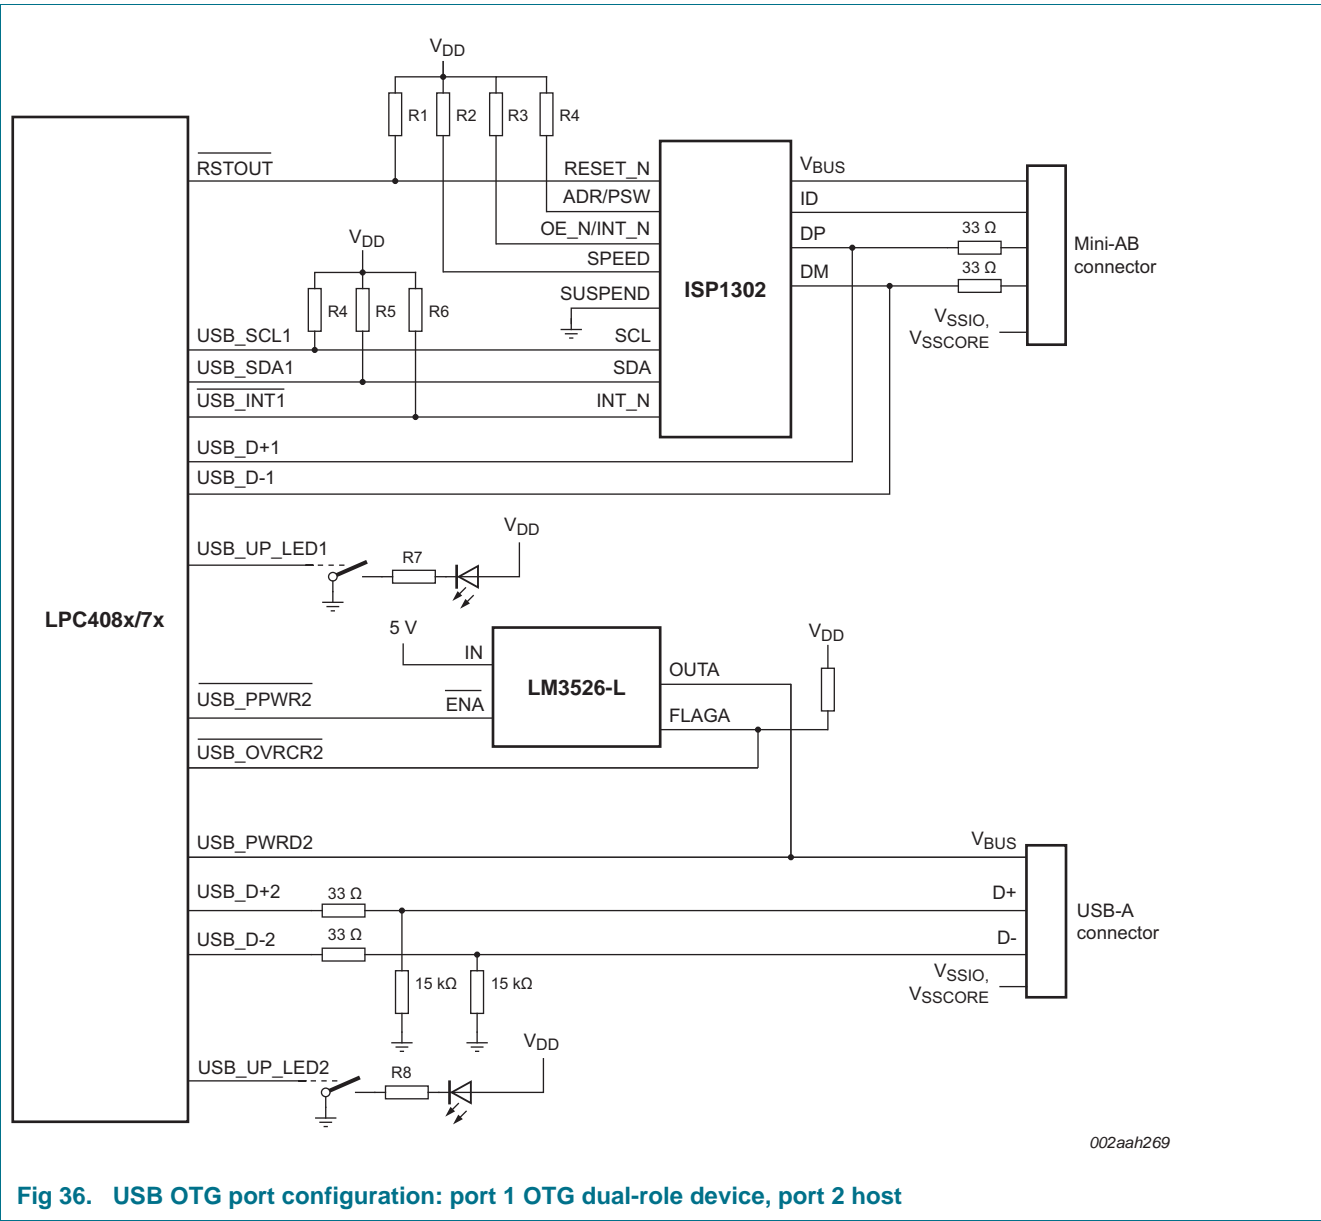 VDD
R1 R2 R3 R4
RSTOUT
RESET_N
ADR/PSW
OE_N/INT_N
SPEED
SUSPEND
SCL
SDA
INT_N
ISP1302
VBUS
ID
DP
DM
33 Ω
33 Ω
VSSIO,
VSSCORE
Mini-AB
connector
VDD
R4 R5 R6
USB_SCL1
USB_SDA1
USB_INT1
USB_D+1
USB_D-1
USB_UP_LED1
R7
VDD
LPC408x/7x
5 V
IN
ENA
LM3526-L
OUTA
FLAGA
VDD
USB_PPWR2
USB_OVRCR2
USB_PWRD2
USB_D+2
33 Ω
USB_D-2
33 Ω
15 kΩ
15 kΩ
VBUS
D+
D-
VSSIO,
VSSCORE
USB-A
connector
USB_UP_LED2
R8
VDD
002aah269
Fig 36. USB OTG port configuration: port 1 OTG dual-role device, port 2 host